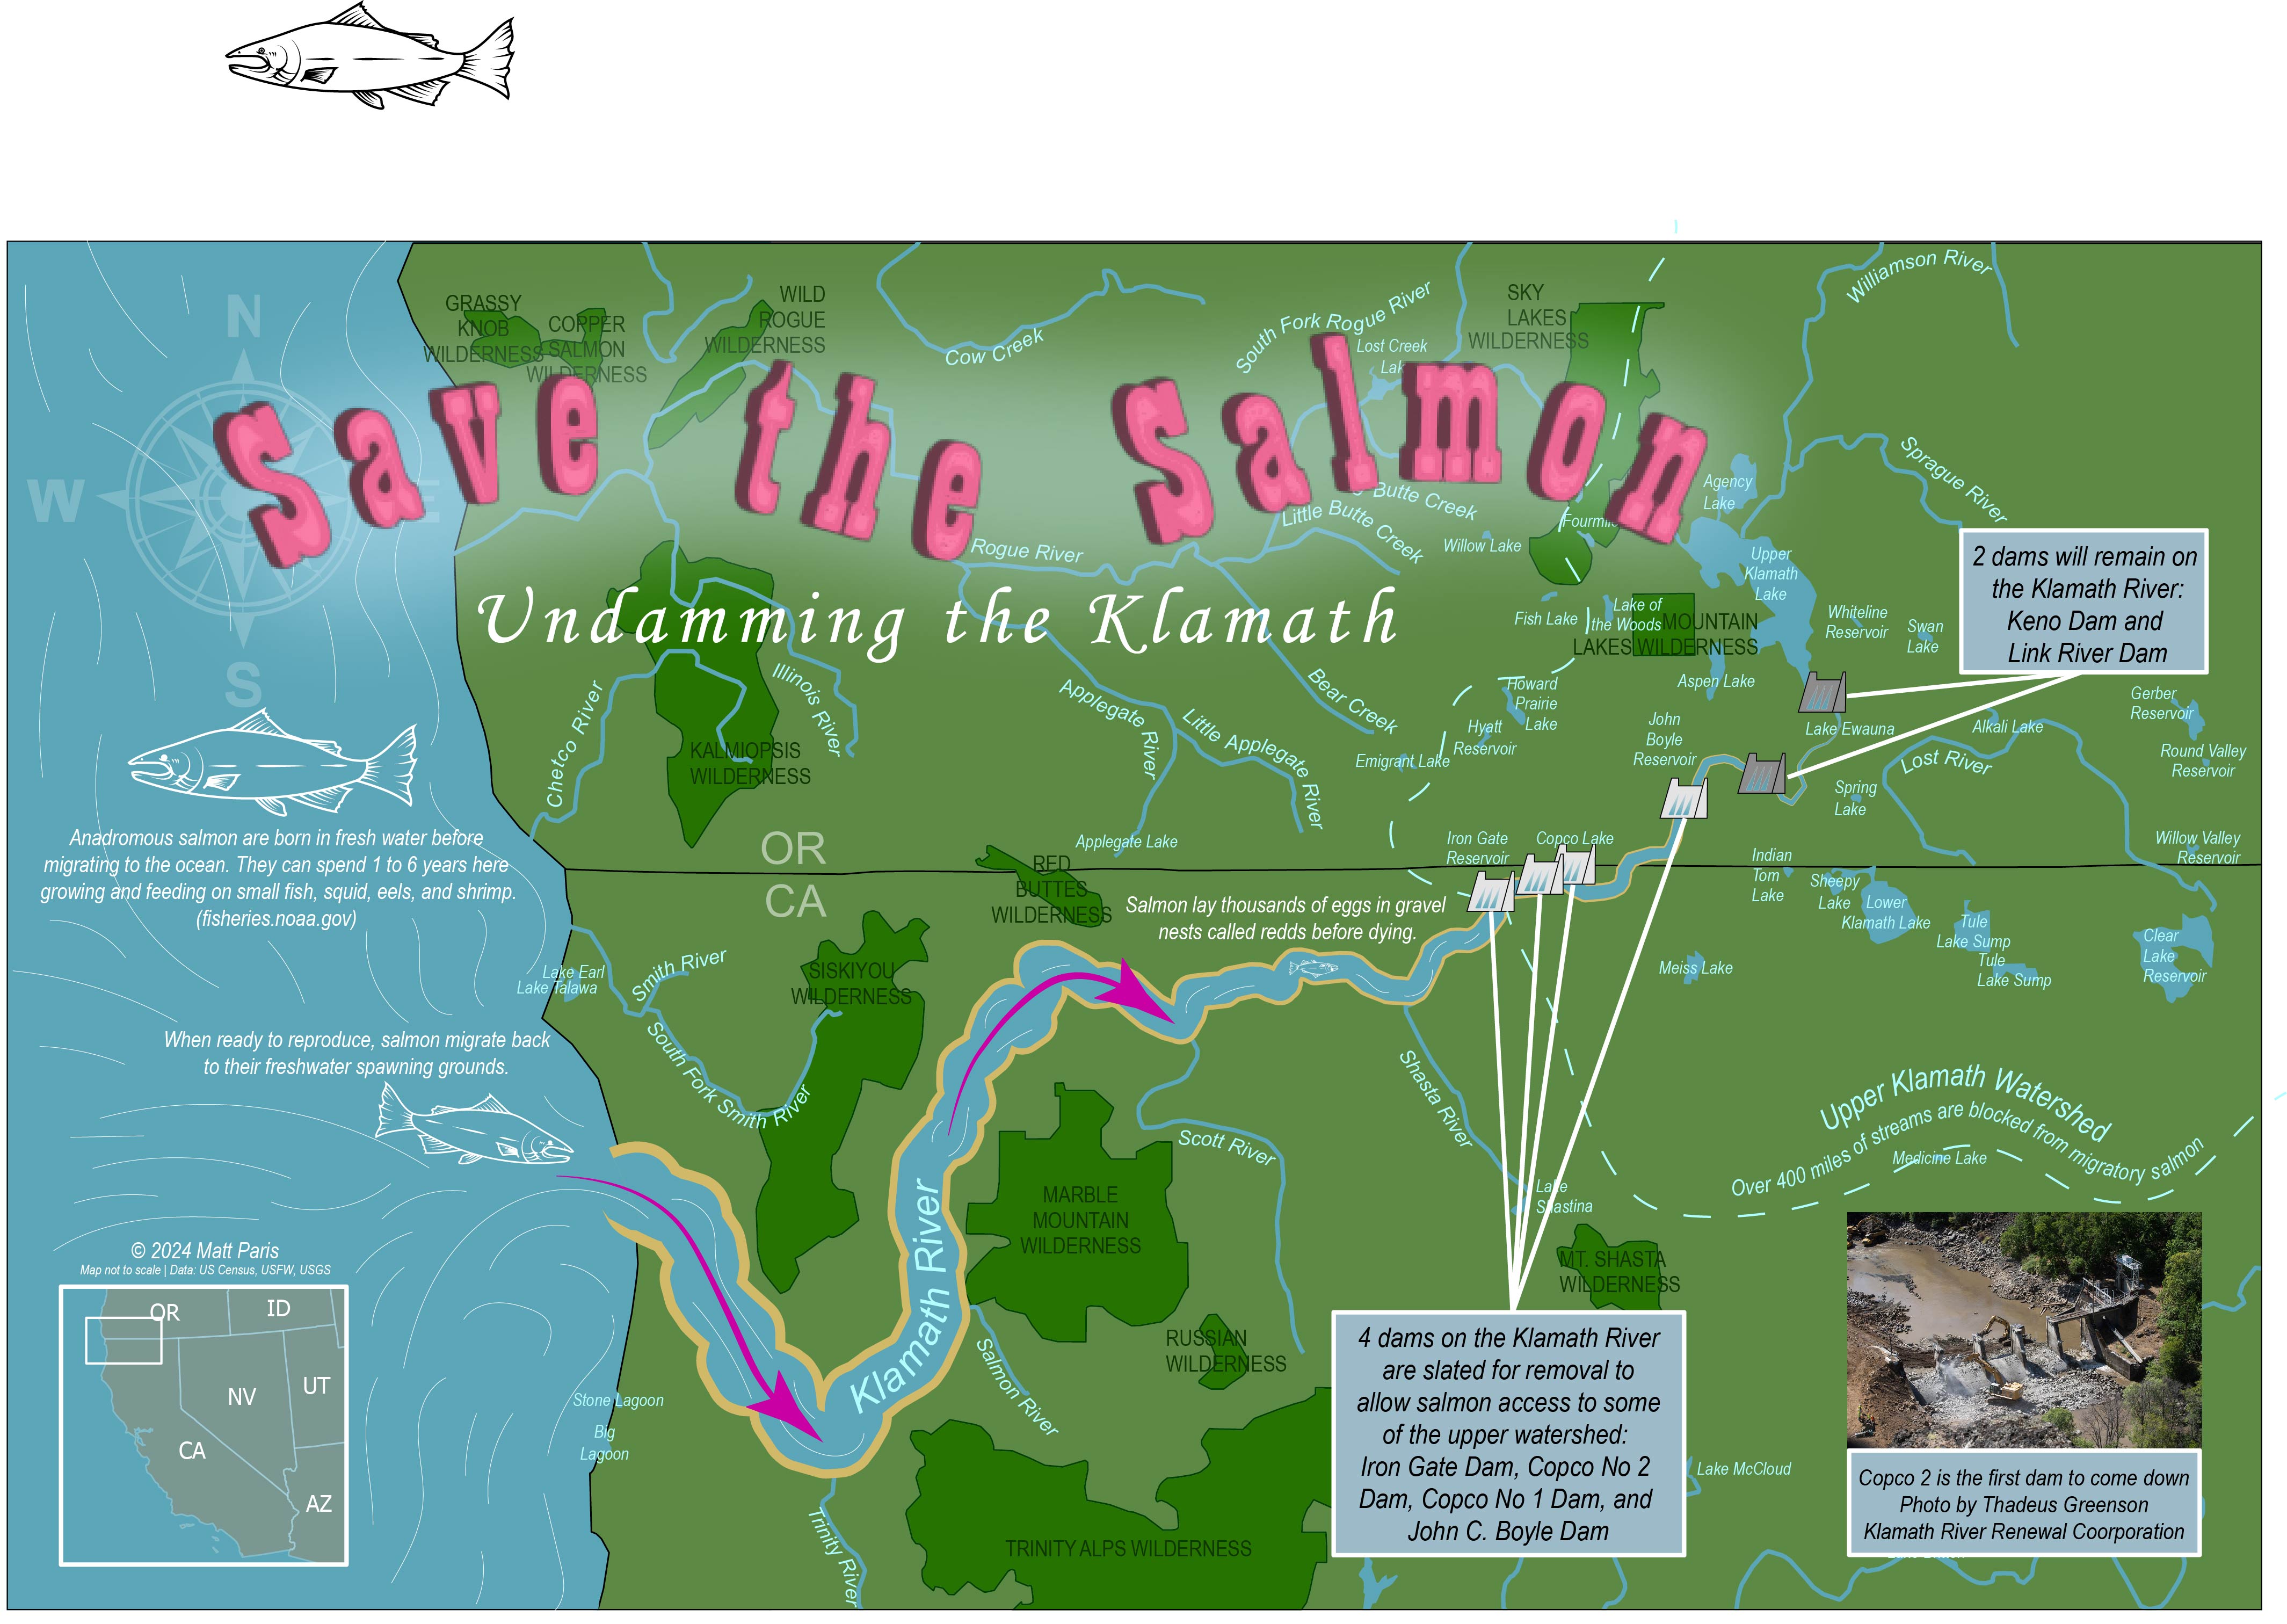 N
W
E
S
GRASSY
KNOB
WILDERNESS
COPPER
SALMON
WILDERNESS
WILD
ROGUE
WILDERNESS
Cow Creek
South Fork Rogue River
Lost Creek
SKY
LAKES
WILDERNESS
Williamson River
Save the Salmon
Undamming the Klamath
Sprague River
Agency
Lake
Butte Creek
Little Butte Creek
Willow Lake
Rogue River
Upper
Klamath
Lake
2 dams will remain on
the Klamath River:
Keno Dam and
Link River Dam
Fish Lake
Lake of
the Woods
MOUNTAIN
LAKES WILDERNESS
Whiteline
Reservoir
Swan
Lake
Aspen Lake
Howard
Prairie
Lake
Hyatt
Reservoir
Emigrant Lake
John
Boyle
Reservoir
Lake Ewauna
Alkali Lake
Gerber
Reservoir
Round Valley
Reservoir
Lost River
Spring
Lake
Willow Valley
Reservoir
Illinois River
Chetco River
KALMIOPSIS
WILDERNESS
Applegate River
Little Applegate River
Bear Creek
Applegate Lake
Iron Gate
Reservoir
Copco Lake
OR
CA
RED
BUTTES
WILDERNESS
Anadromous salmon are born in fresh water before
migrating to the ocean. They can spend 1 to 6 years here
growing and feeding on small fish, squid, eels, and shrimp.
(fisheries.noaa.gov)
Salmon lay thousands of eggs in gravel
nests called redds before dying.
Indian
Tom
Lake
Sheepy
Lake
Lower
Klamath Lake
Tule
Lake Sump
Tule
Lake Sump
Clear
Lake
Reservoir
Meiss Lake
Lake Earl
Lake Talawa
Smith River
South Fork Smith River
SISKIYOU
WILDERNESS
When ready to reproduce, salmon migrate back
to their freshwater spawning grounds.
Shasta River
Scott River
Upper Klamath Watershed
Over 400 miles of streams are blocked from migratory salmon
Medicine Lake
Lake
Shastina
MARBLE
MOUNTAIN
WILDERNESS
Klamath River
MT. SHASTA
WILDERNESS
RUSSIAN
WILDERNESS
Salmon River
© 2024 Matt Paris
Map not to scale | Data: US Census, USFW, USGS
OR
ID
NV
UT
CA
AZ
Stone Lagoon
Big
Lagoon
Trinity River
TRINITY ALPS WILDERNESS
4 dams on the Klamath River
are slated for removal to
allow salmon access to some
of the upper watershed:
Iron Gate Dam, Copco No 2
Dam, Copco No 1 Dam, and
John C. Boyle Dam
Lake McCloud
Copco 2 is the first dam to come down
Photo by Thadeus Greenson
Klamath River Renewal Coorporation